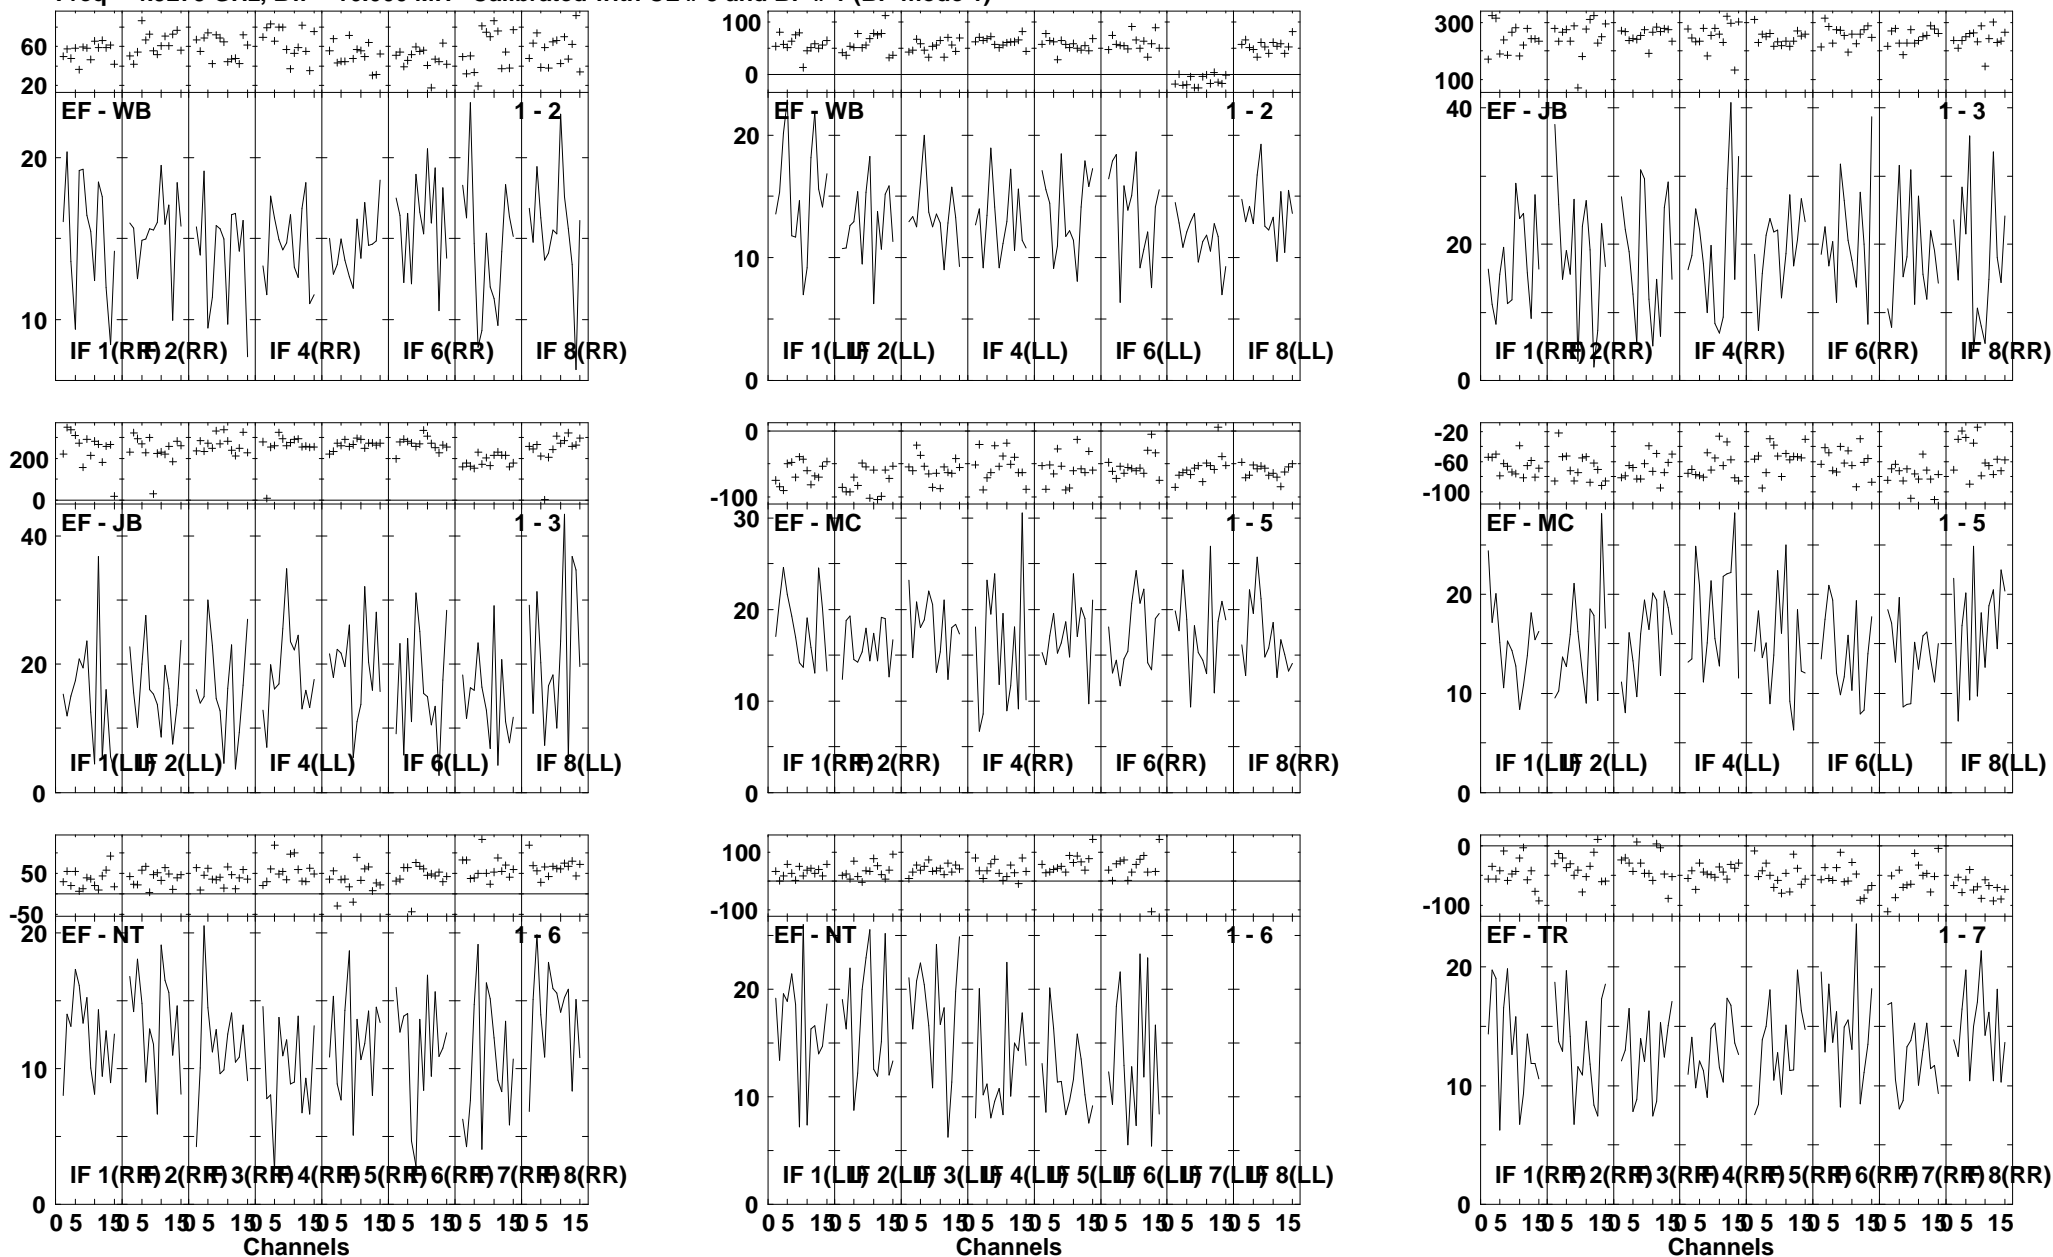 EF - WB 1 - 2
60
20
20
10
IF 1(RR) IF 2(RR) IF 4(RR) IF 6(RR) IF 8(RR)
EF - WB 1 - 2
100
0
20
10
0
IF 1(LL) IF 2(LL) IF 4(LL) IF 6(LL) IF 8(LL)
EF - JB 1 - 3
300
100
40
20
0
IF 1(RR) IF 2(RR) IF 4(RR) IF 6(RR) IF 8(RR)
EF - JB 1 - 3
200
0
40
20
0
IF 1(LL) IF 2(LL) IF 4(LL) IF 6(LL) IF 8(LL)
EF - MC 1 - 5
0
-100
30
20
10
0
IF 1(RR) IF 2(RR) IF 4(RR) IF 6(RR) IF 8(RR)
EF - MC 1 - 5
-20
-60
-100
20
10
0
IF 1(LL) IF 2(LL) IF 4(LL) IF 6(LL) IF 8(LL)
EF - NT 1 - 6
50
-50
20
10
0
IF 1(RR) IF 2(RR) IF 3(RR) IF 4(RR) IF 5(RR) IF 6(RR) IF 7(RR) IF 8(RR)
0 5 15 0 5 15 0 5 15 0 5 15 0 5 15 0 5 15 0 5 15 0 5 15
Channels
EF - NT 1 - 6
100
-100
20
10
0
IF 1(LL) IF 2(LL) IF 3(LL) IF 4(LL) IF 5(LL) IF 6(LL) IF 7(LL) IF 8(LL)
0 5 15 0 5 15 0 5 15 0 5 15 0 5 15 0 5 15 0 5 15 0 5 15
Channels
EF - TR 1 - 7
0
-100
20
10
0
IF 1(RR) IF 2(RR) IF 3(RR) IF 4(RR) IF 5(RR) IF 6(RR) IF 7(RR) IF 8(RR)
0 5 15 0 5 15 0 5 15 0 5 15 0 5 15 0 5 15 0 5 15 0 5 15
Channels